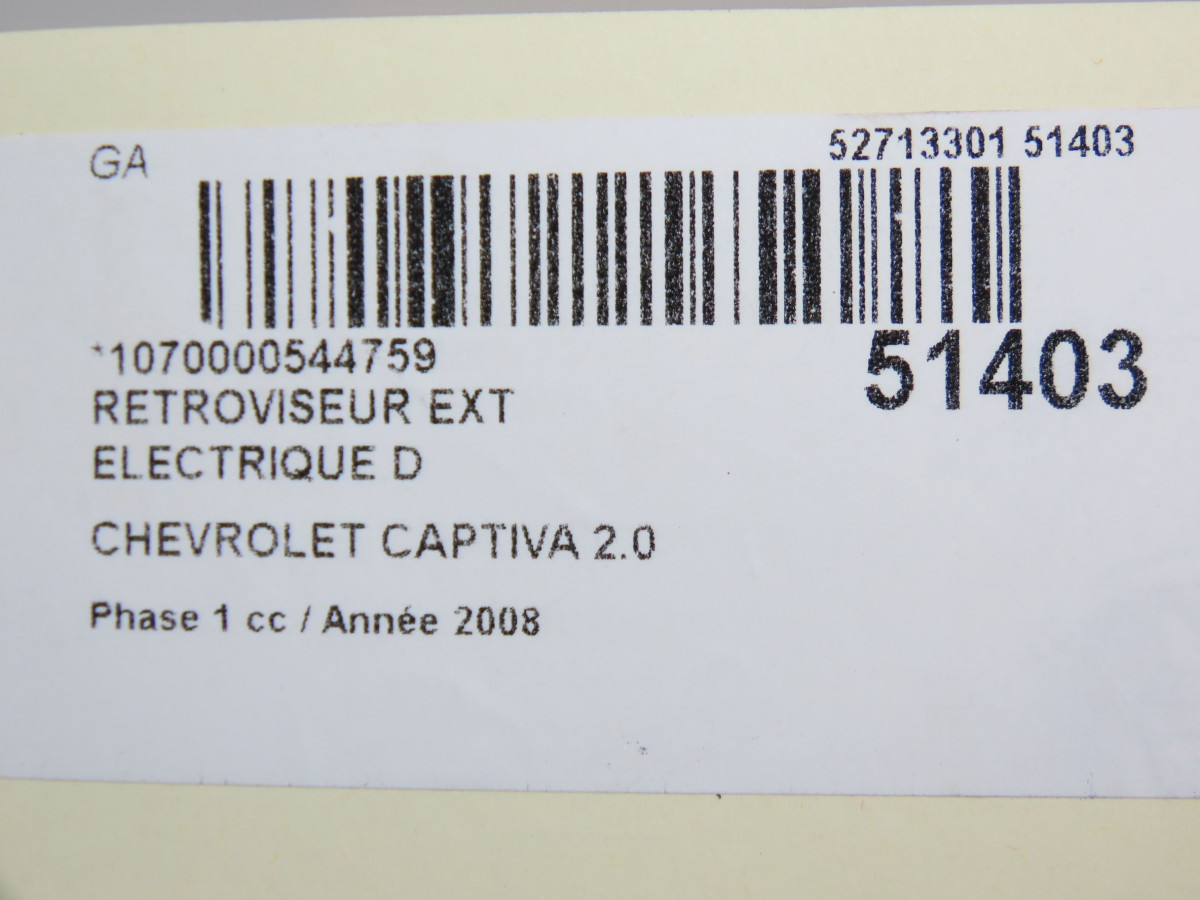 GA
52713301 51403
*1070000544759
51403
RETROVISEUR EXT
ELECTRIQUE D
CHEVROLET CAPTIVA 2.0
Phase 1 cc / Année 2008